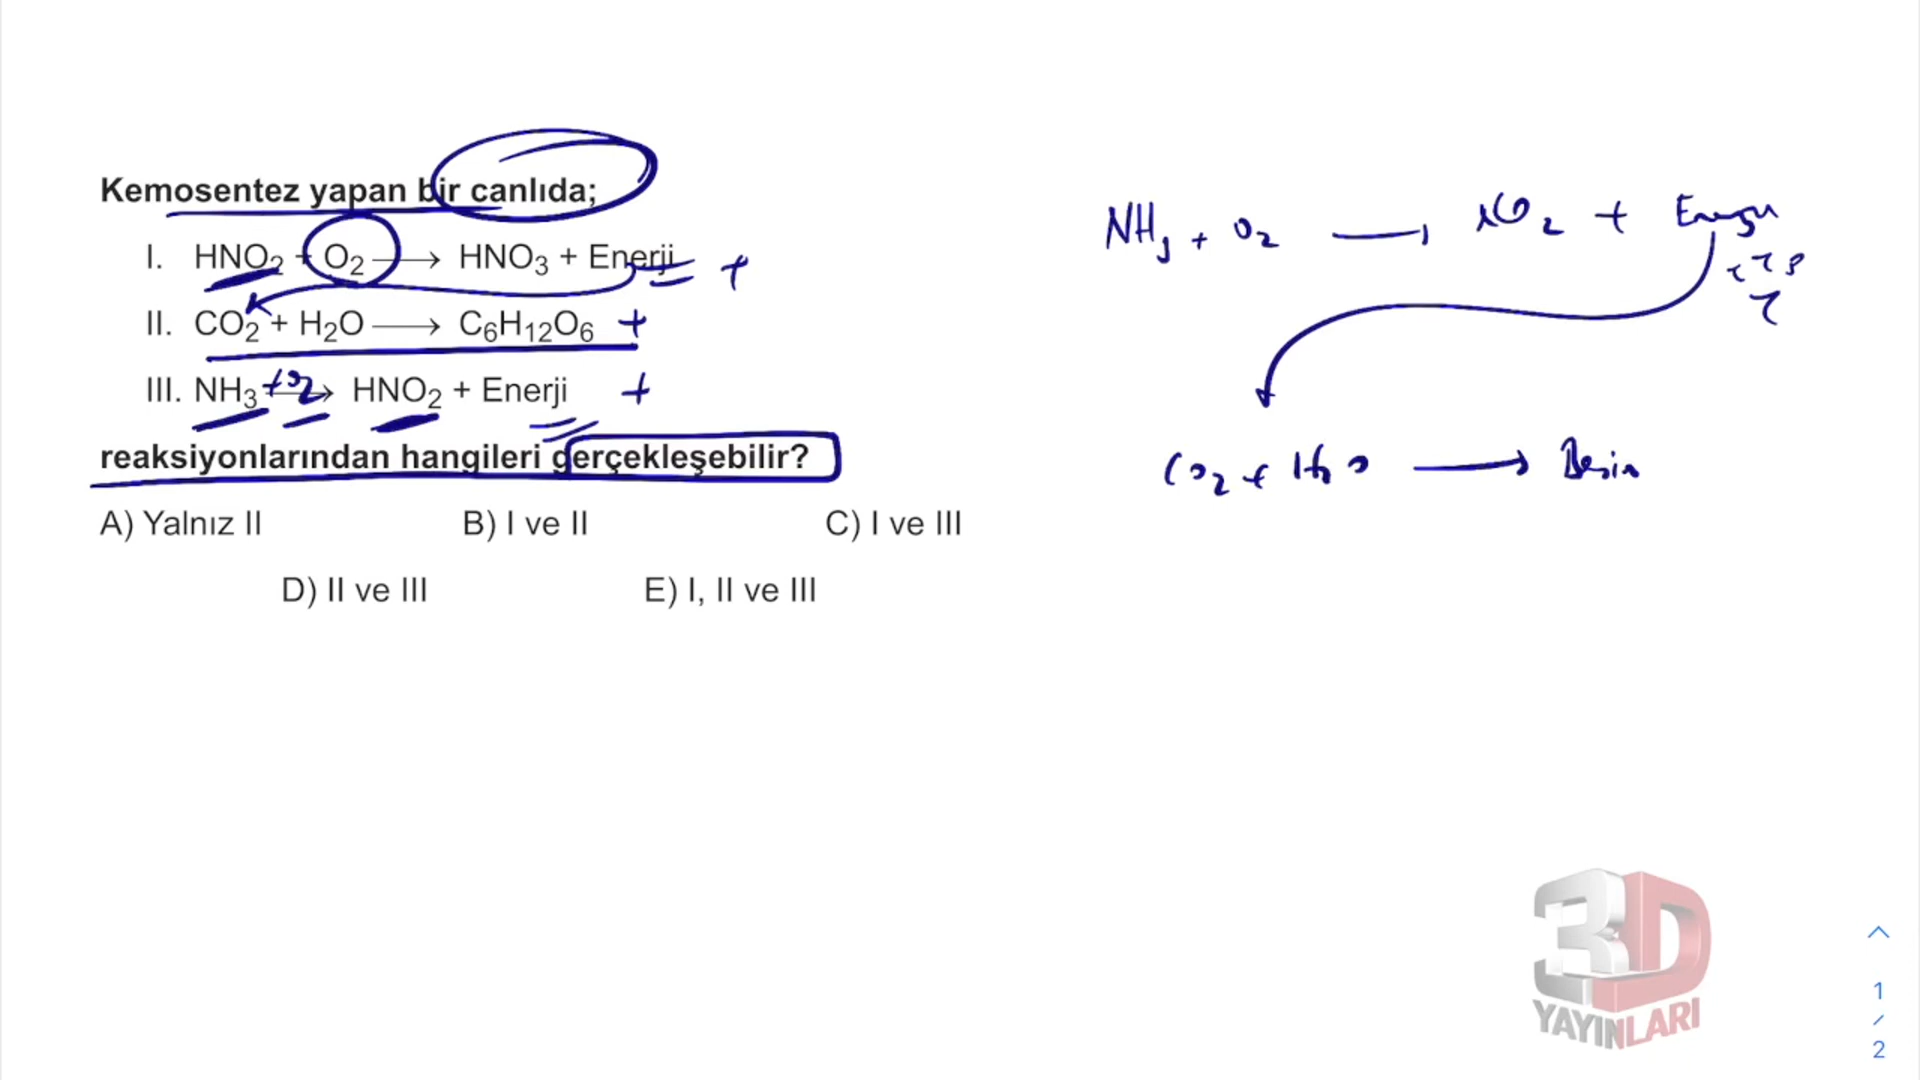 Kemosentez yapan bir canlıda;
I. HNO2 + O2 ⟶ HNO3 + Enerji +
II. CO2 + H2O ⟶ C6H12O6 +
III. NH3 + O2 ⟶ HNO2 + Enerji +
reaksiyonlarından hangileri gerçekleşebilir?
A) Yalnız II B) I ve II C) I ve III
D) II ve III E) I, II ve III
NH3 + O2 ⟶ + Enerji
CO2 + H2O ⟶ Besin
3D
YAYINLARI
1
/
2